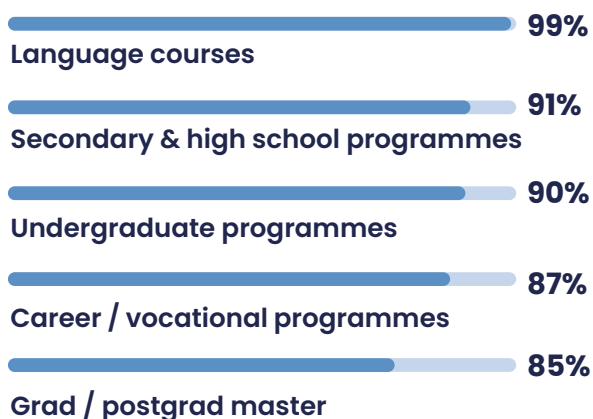 99%
Language courses
91%
Secondary & high school programmes
90%
Undergraduate programmes
87%
Career / vocational programmes
85%
Grad / postgrad master